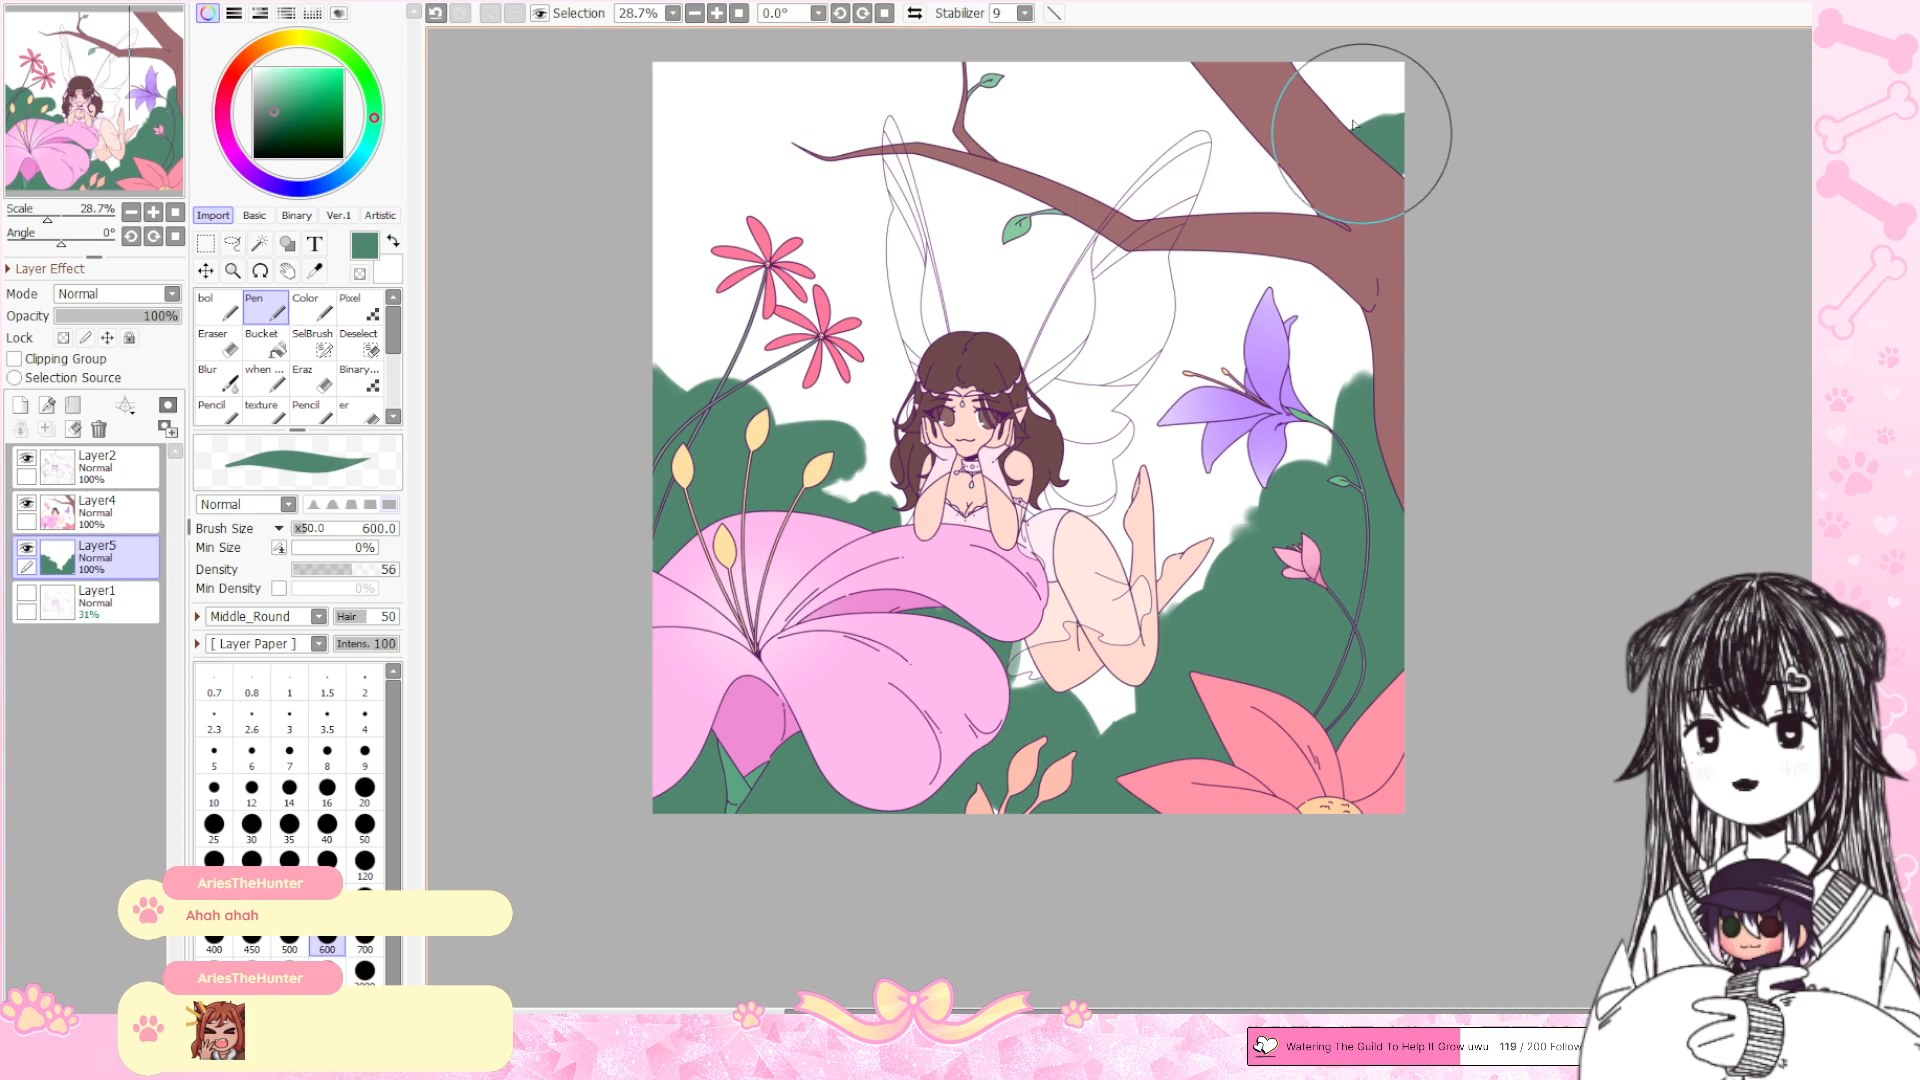 Selection
28.7%
0.0°
Stabilizer 9
Scale 28.7%
Angle 0°
Layer Effect
Mode Normal
Opacity 100%
Lock
Clipping Group
Selection Source
Layer2
Normal
100%
Layer4
Normal
100%
Layer5
Normal
100%
Layer1
Normal
31%
Import Basic Binary Ver.1 Artistic
T
bol Pen Color Pixel
Eraser Bucket SelBrush Deselect
Blur when ... Eraz Binary...
Pencil texture Pencil er
Normal
Brush Size x50.0 600.0
Min Size 0%
Density 56
Min Density 0%
Middle_Round Hair 50
[ Layer Paper ] Intens. 100
0.7 0.8 1 1.5 2
2.3 2.6 3 3.5 4
5 6 7 8 9
10 12 14 16 20
25 30 35 40 50
120
400 450 500 600 700
AriesTheHunter
Ahah ahah
AriesTheHunter
Watering The Guild To Help It Grow uwu 119 / 200 Follow